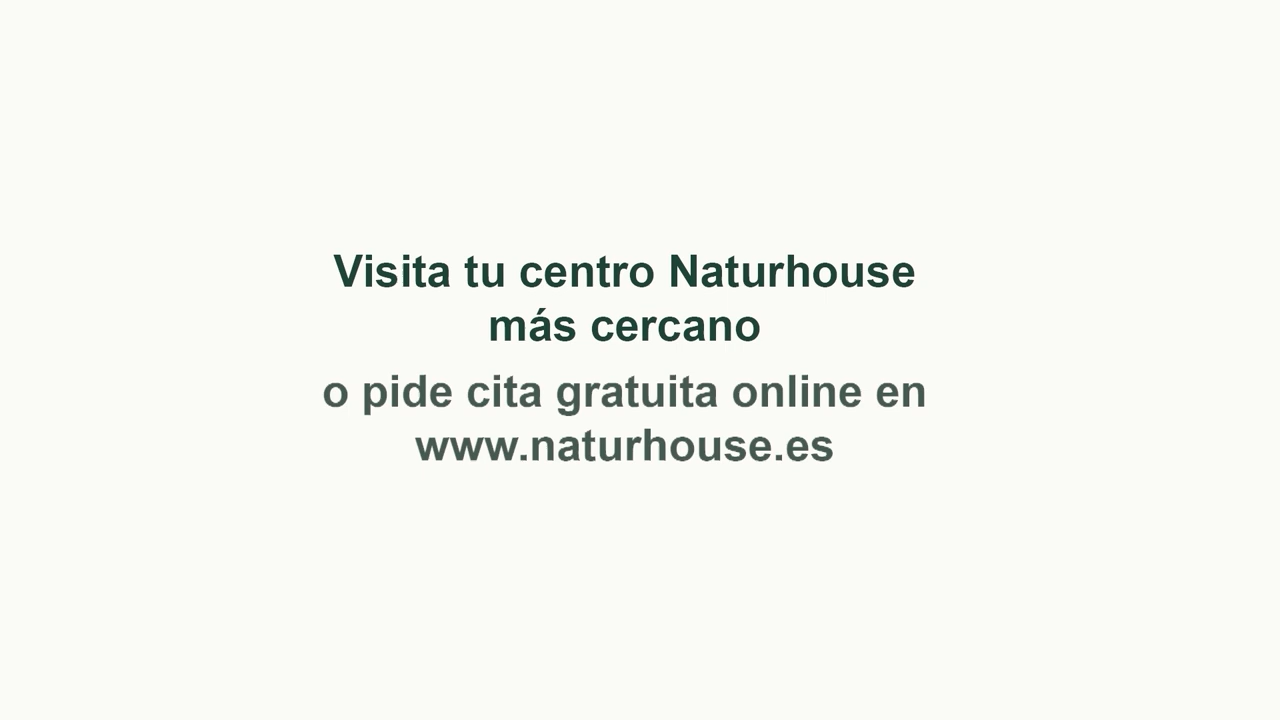 Visita tu centro Naturhouse
más cercano
o pide cita gratuita online en
www.naturhouse.es